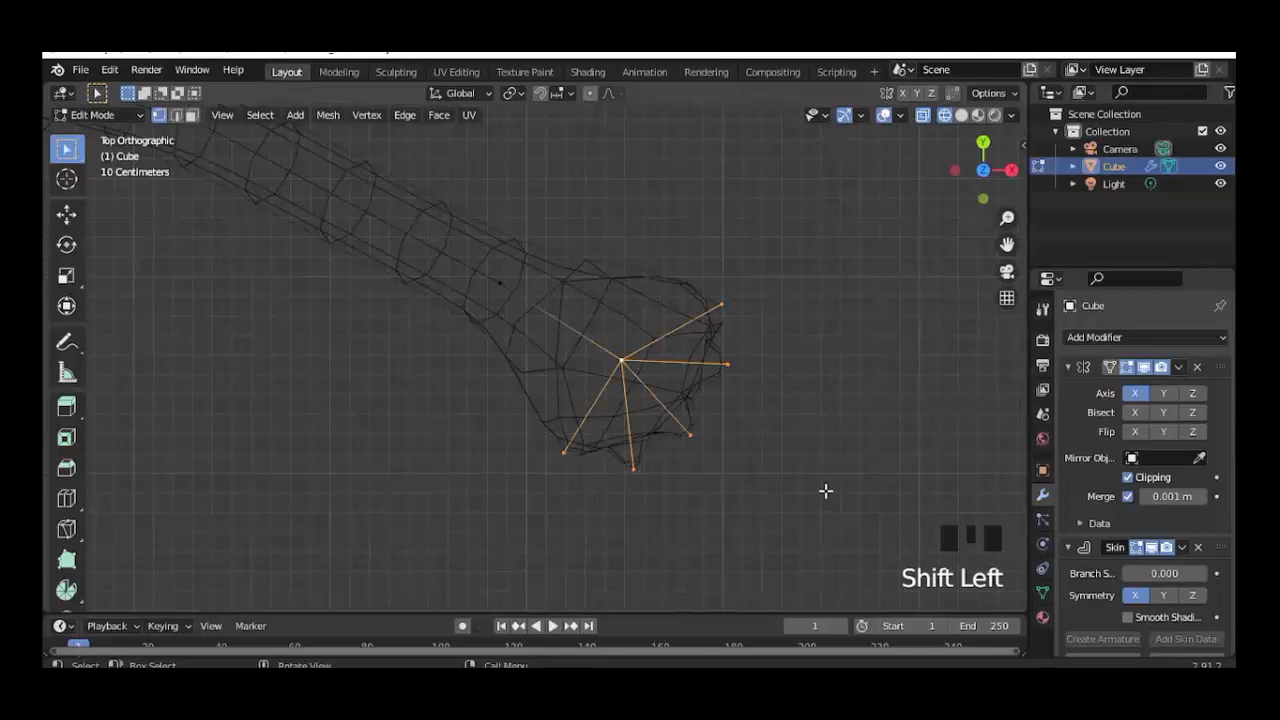 File Edit Render Window Help Layout Modeling Sculpting UV Editing Texture Paint Shading Animation Rendering Compositing Scripting + Scene View Layer
Global X Y Z Options
Edit Mode View Select Add Mesh Vertex Edge Face UV
Top Orthographic
(1) Cube
10 Centimeters
Y
Z X
Scene Collection
Collection
Camera
Cube
Light
Cube
Add Modifier
Axis X Y Z
Bisect X Y Z
Flip X Y Z
Mirror Obj...
Clipping
Merge 0.001 m
Data
Skin
Branch S... 0.000
Symmetry X Y Z
Smooth Shadi...
Create Armature Add Skin Data
Shift Left
Playback Keying View Marker 1 Start 1 End 250
Select Box Select Rotate View Call Menu 2.91.2